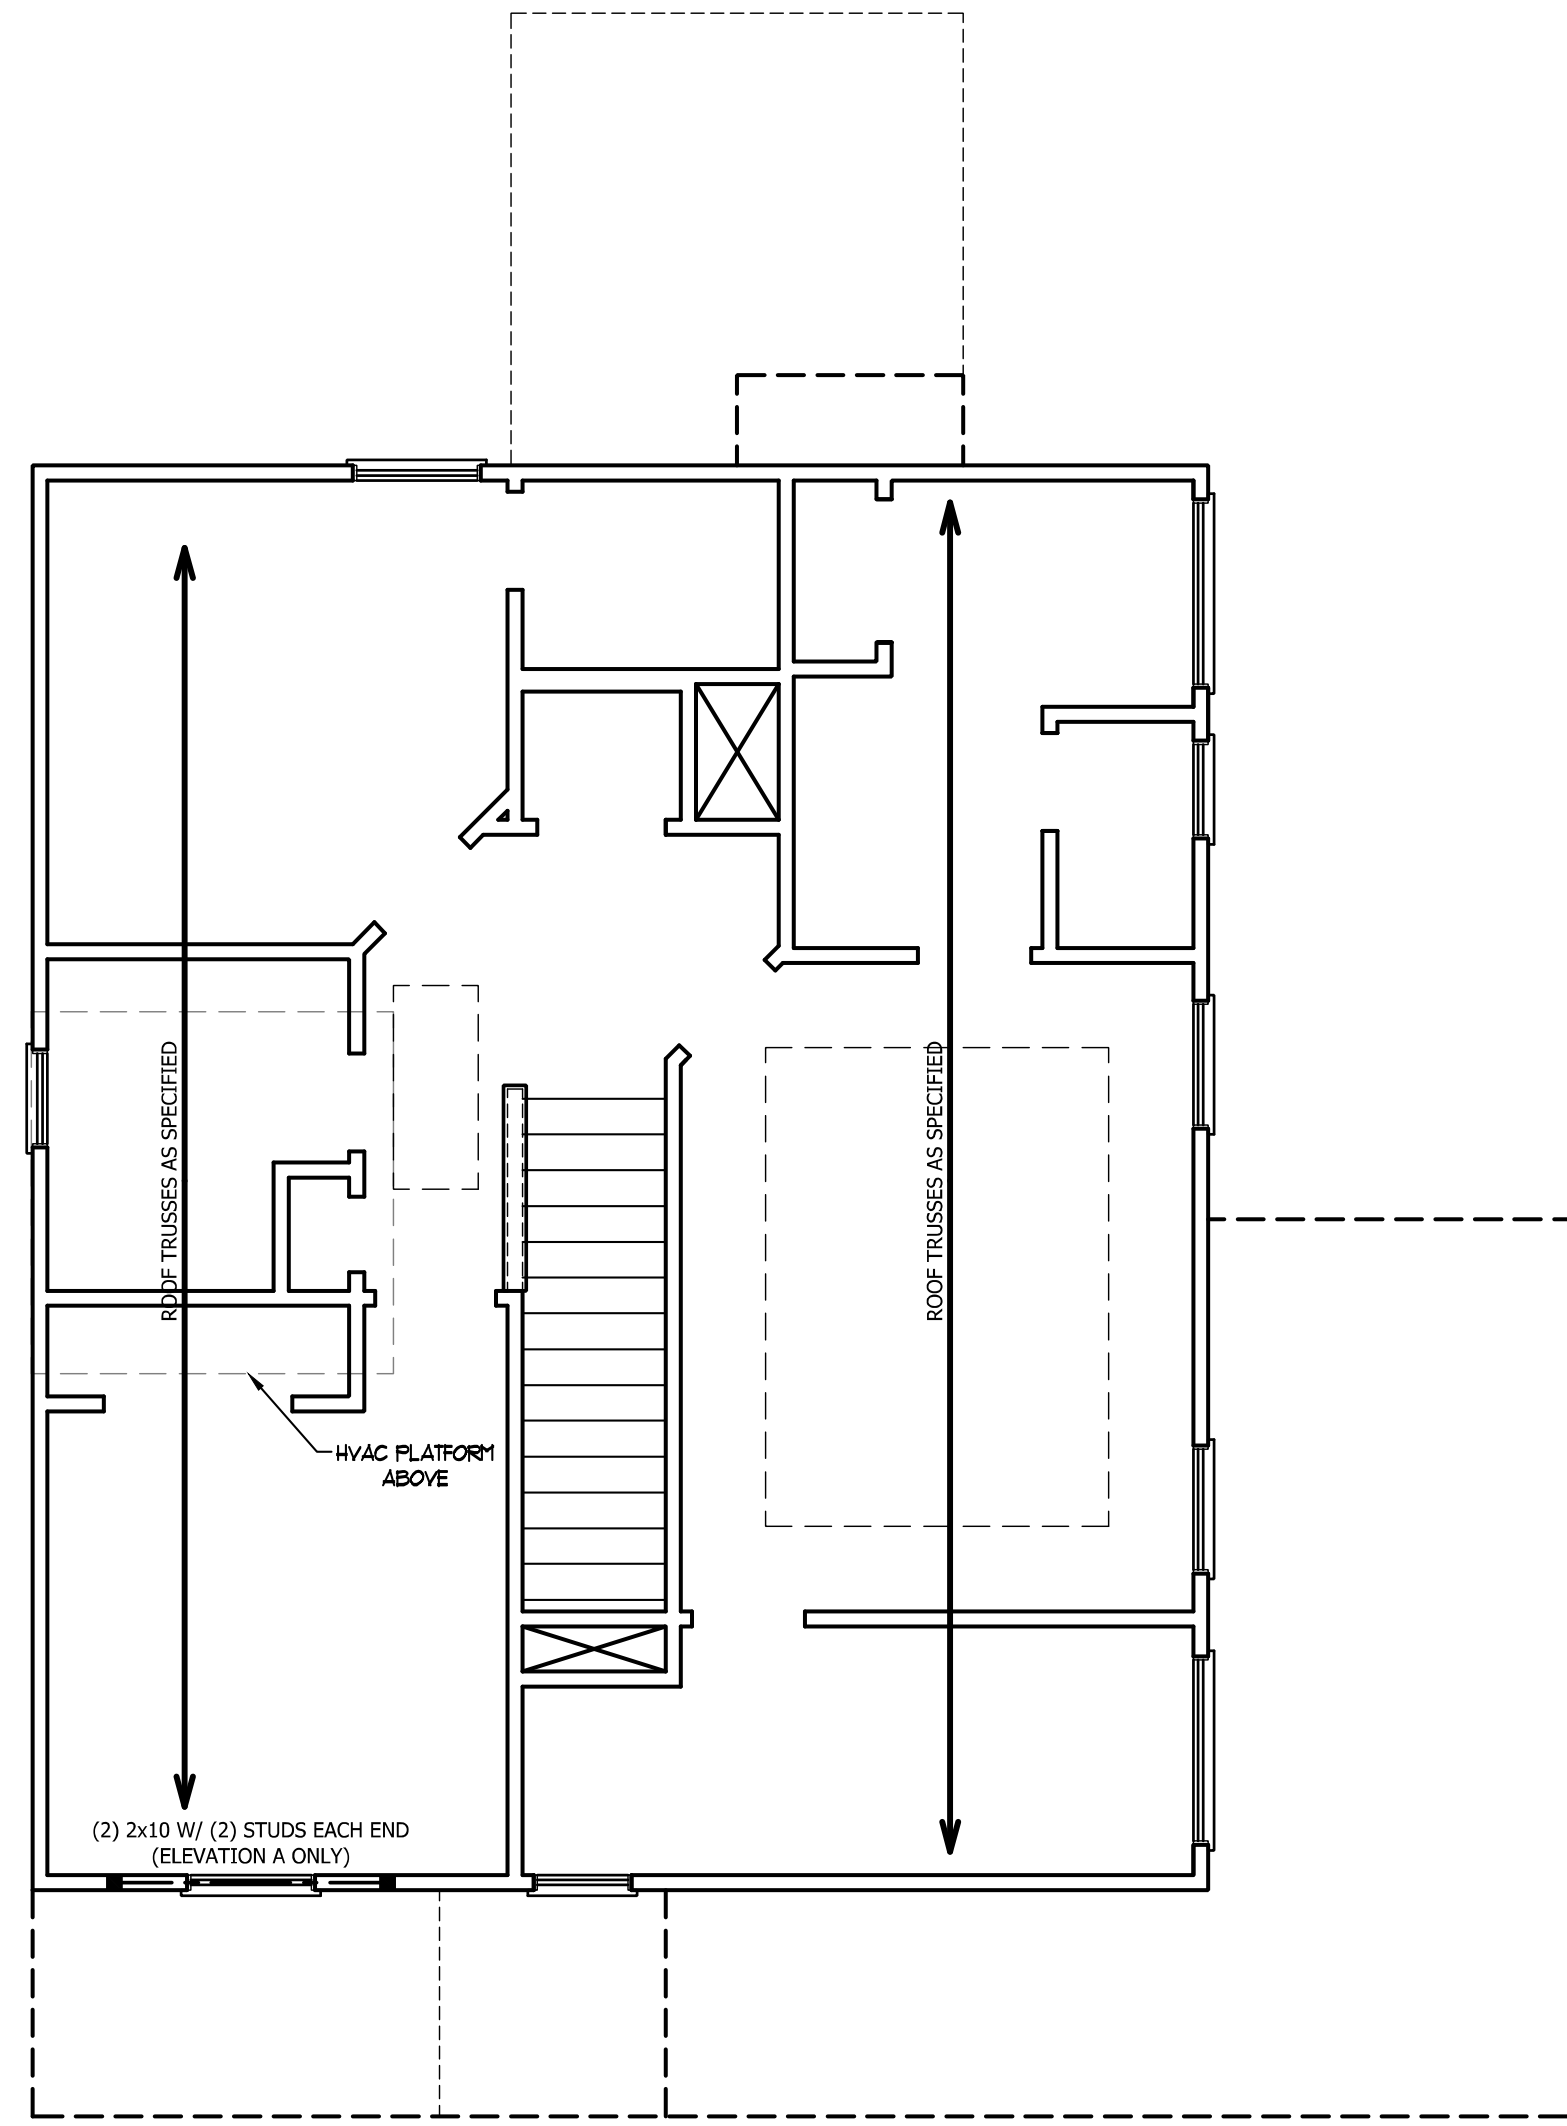 ROOF TRUSSES AS SPECIFIED
ROOF TRUSSES AS SPECIFIED
HVAC PLATFORM
ABOVE
(2) 2x10 W/ (2) STUDS EACH END
(ELEVATION A ONLY)